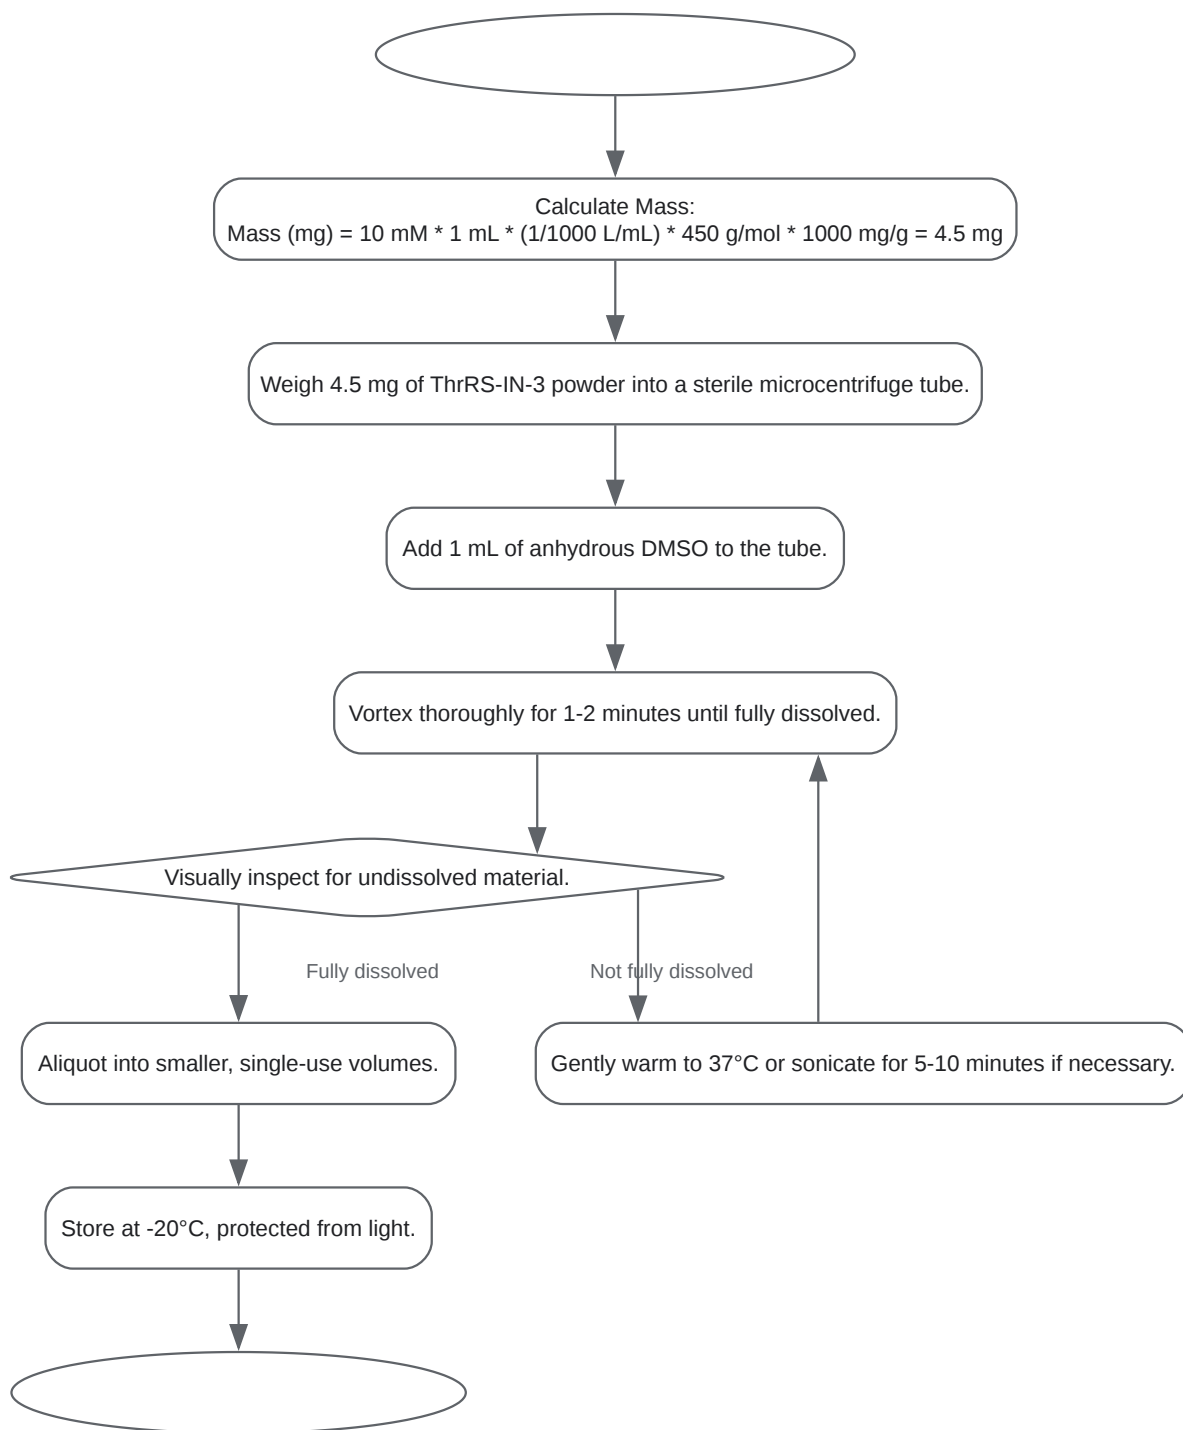 Calculate Mass:
Mass (mg) = 10 mM * 1 mL * (1/1000 L/mL) * 450 g/mol * 1000 mg/g = 4.5 mg
Weigh 4.5 mg of ThrRS-IN-3 powder into a sterile microcentrifuge tube.
Add 1 mL of anhydrous DMSO to the tube.
Vortex thoroughly for 1-2 minutes until fully dissolved.
Visually inspect for undissolved material.
Fully dissolved
Not fully dissolved
Aliquot into smaller, single-use volumes.
Gently warm to 37°C or sonicate for 5-10 minutes if necessary.
Store at -20°C, protected from light.